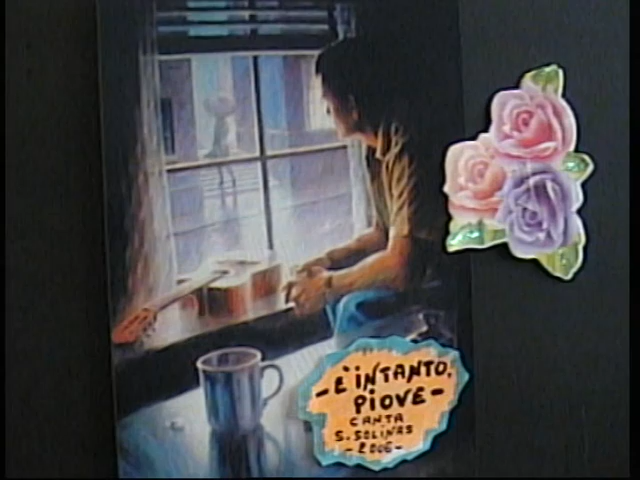 -E'INTANTO,
PIOVE-
CANTA
S. SOLINAS
-2006-